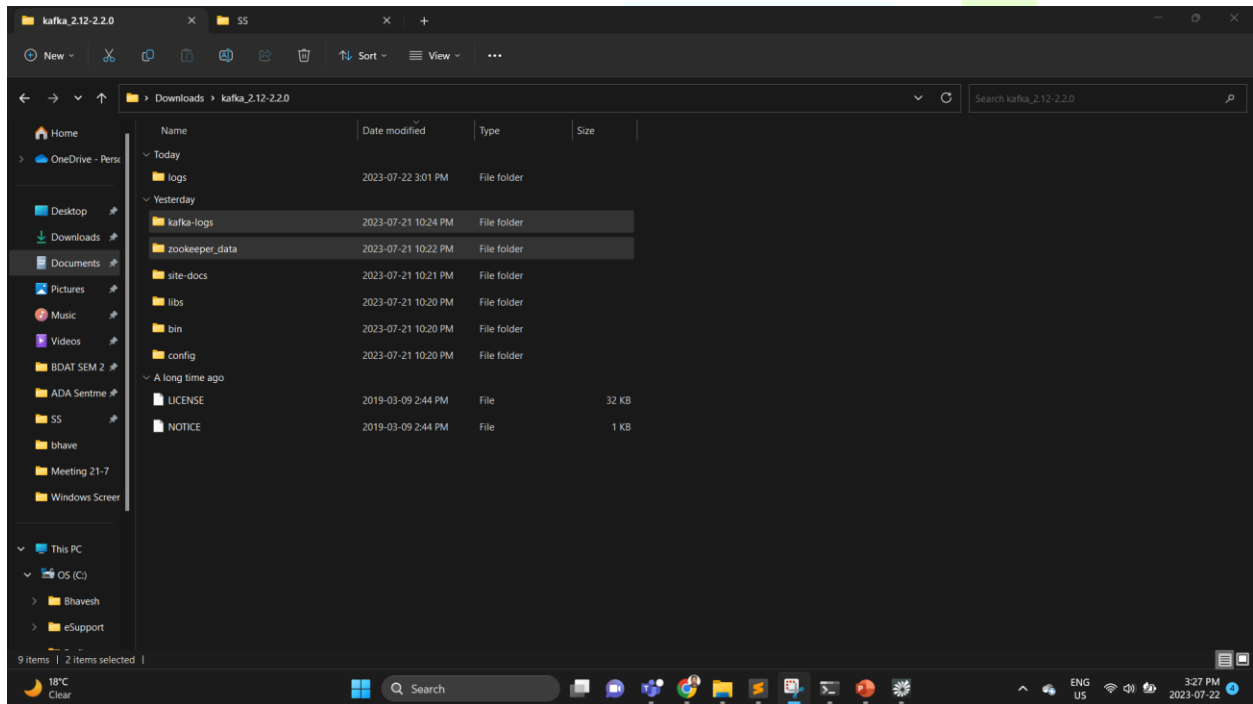 kafka_2.12-2.2.0 SS
New Sort View
Downloads > kafka_2.12-2.2.0 Search kafka_2.12-2.2.0
Home
OneDrive - Persc
Desktop
Downloads
Documents
Pictures
Music
Videos
BDAT SEM 2
ADA Sentme
SS
bhave
Meeting 21-7
Windows Screer
This PC
OS (C:)
Bhavesh
eSupport
Name Date modified Type Size
Today
logs 2023-07-22 3:01 PM File folder
Yesterday
kafka-logs 2023-07-21 10:24 PM File folder
zookeeper_data 2023-07-21 10:22 PM File folder
site-docs 2023-07-21 10:21 PM File folder
libs 2023-07-21 10:20 PM File folder
bin 2023-07-21 10:20 PM File folder
config 2023-07-21 10:20 PM File folder
A long time ago
LICENSE 2019-03-09 2:44 PM File 32 KB
NOTICE 2019-03-09 2:44 PM File 1 KB
9 items | 2 items selected |
18°C
Clear
Search
ENG
US
3:27 PM
2023-07-22
4